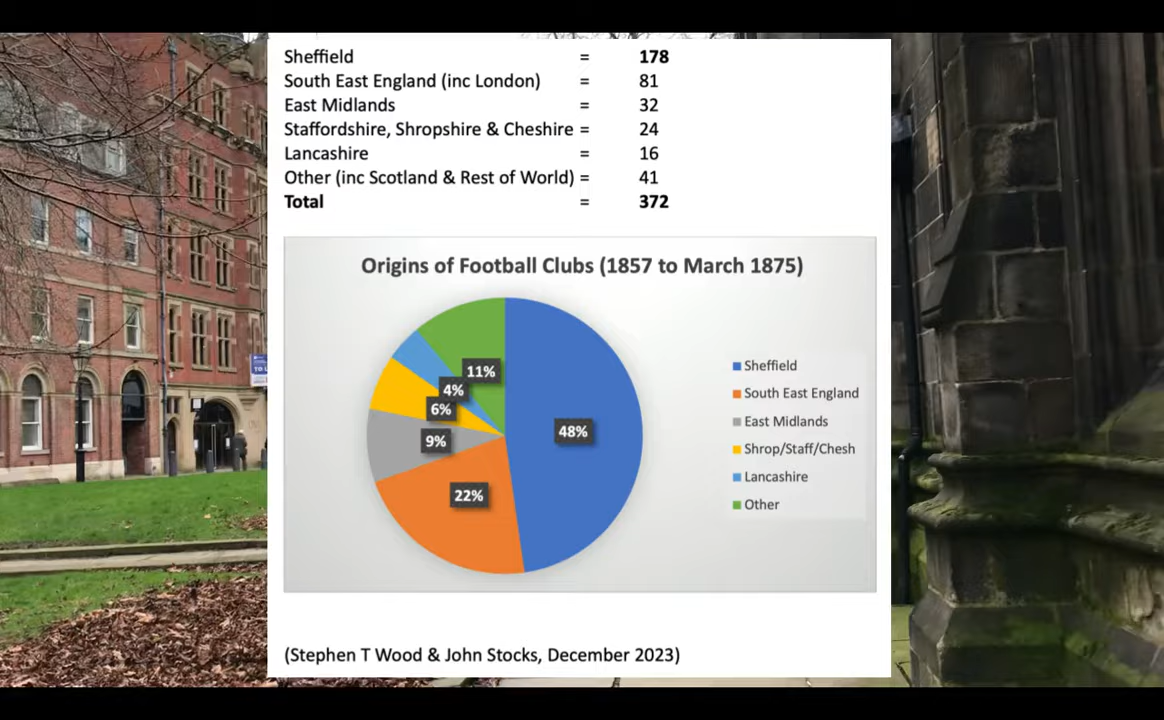 Sheffield = 178
South East England (inc London) = 81
East Midlands = 32
Staffordshire, Shropshire & Cheshire = 24
Lancashire = 16
Other (inc Scotland & Rest of World) = 41
Total = 372
Origins of Football Clubs (1857 to March 1875)
11%
4%
6%
9%
48%
22%
Sheffield
South East England
East Midlands
Shrop/Staff/Chesh
Lancashire
Other
(Stephen T Wood & John Stocks, December 2023)